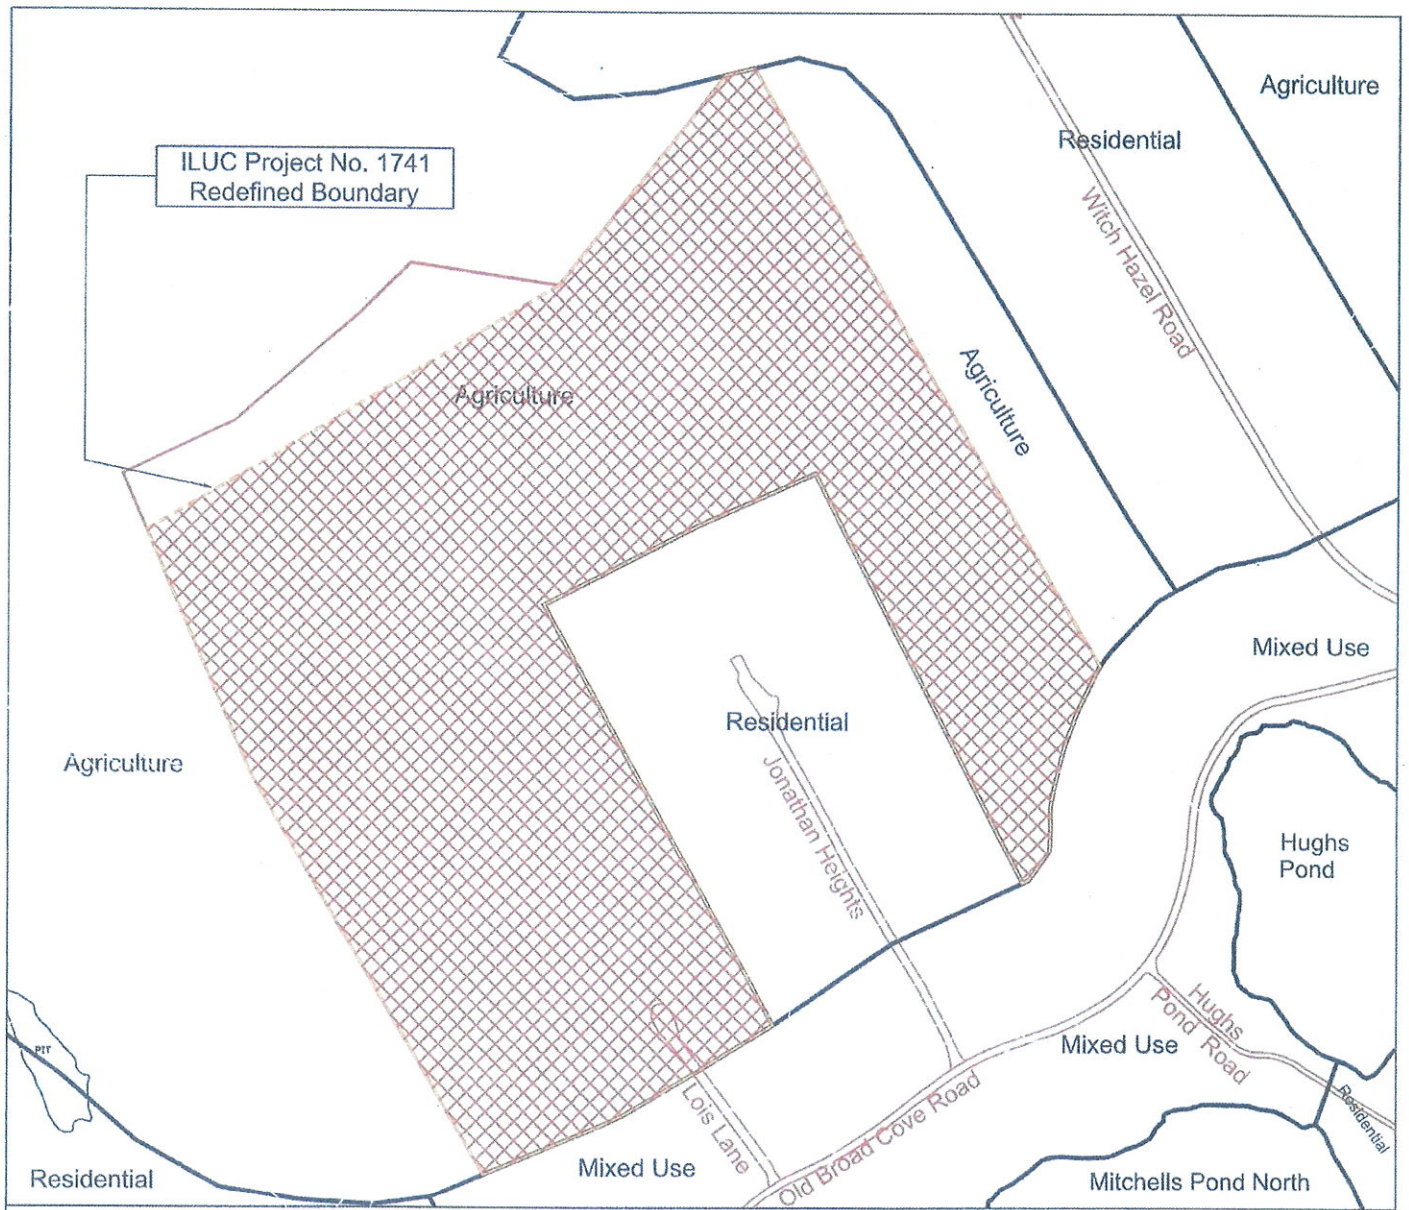 Agriculture
Residential
ILUC Project No. 1741
Redefined Boundary
Witch Hazel Road
Agriculture
Agriculture
Mixed Use
Residential
Agriculture
Jonathan Heights
Hughs
Pond
Hughs
Pond Road
Mixed Use
PIT
Lois Lane
Old Broad Cove Road
Residential
Mixed Use
Residential
Mitchells Pond North